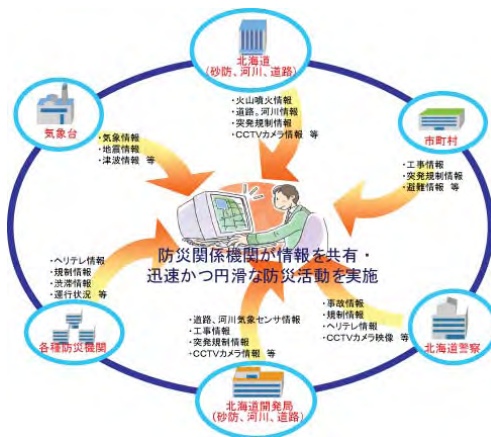 北海道
(砂防、河川、道路)
・火山噴火情報
・道路、河川情報
・突発規制情報
・CCTVカメラ情報 等
気象台
・気象情報
・地震情報
・津波情報 等
市町村
・工事情報
・突発規制情報
・避難情報 等
防災関係機関が情報を共有・
迅速かつ円滑な防災活動を実施
・ヘリテレ情報
・規制情報
・渋滞情報
・運行状況 等
各種防災機関
・道路、河川気象センサ情報
・工事情報
・突発規制情報
・CCTVカメラ情報 等
北海道開発局
(砂防、河川、道路)
・事故情報
・規制情報
・ヘリテレ情報
・CCTVカメラ映像 等
北海道警察